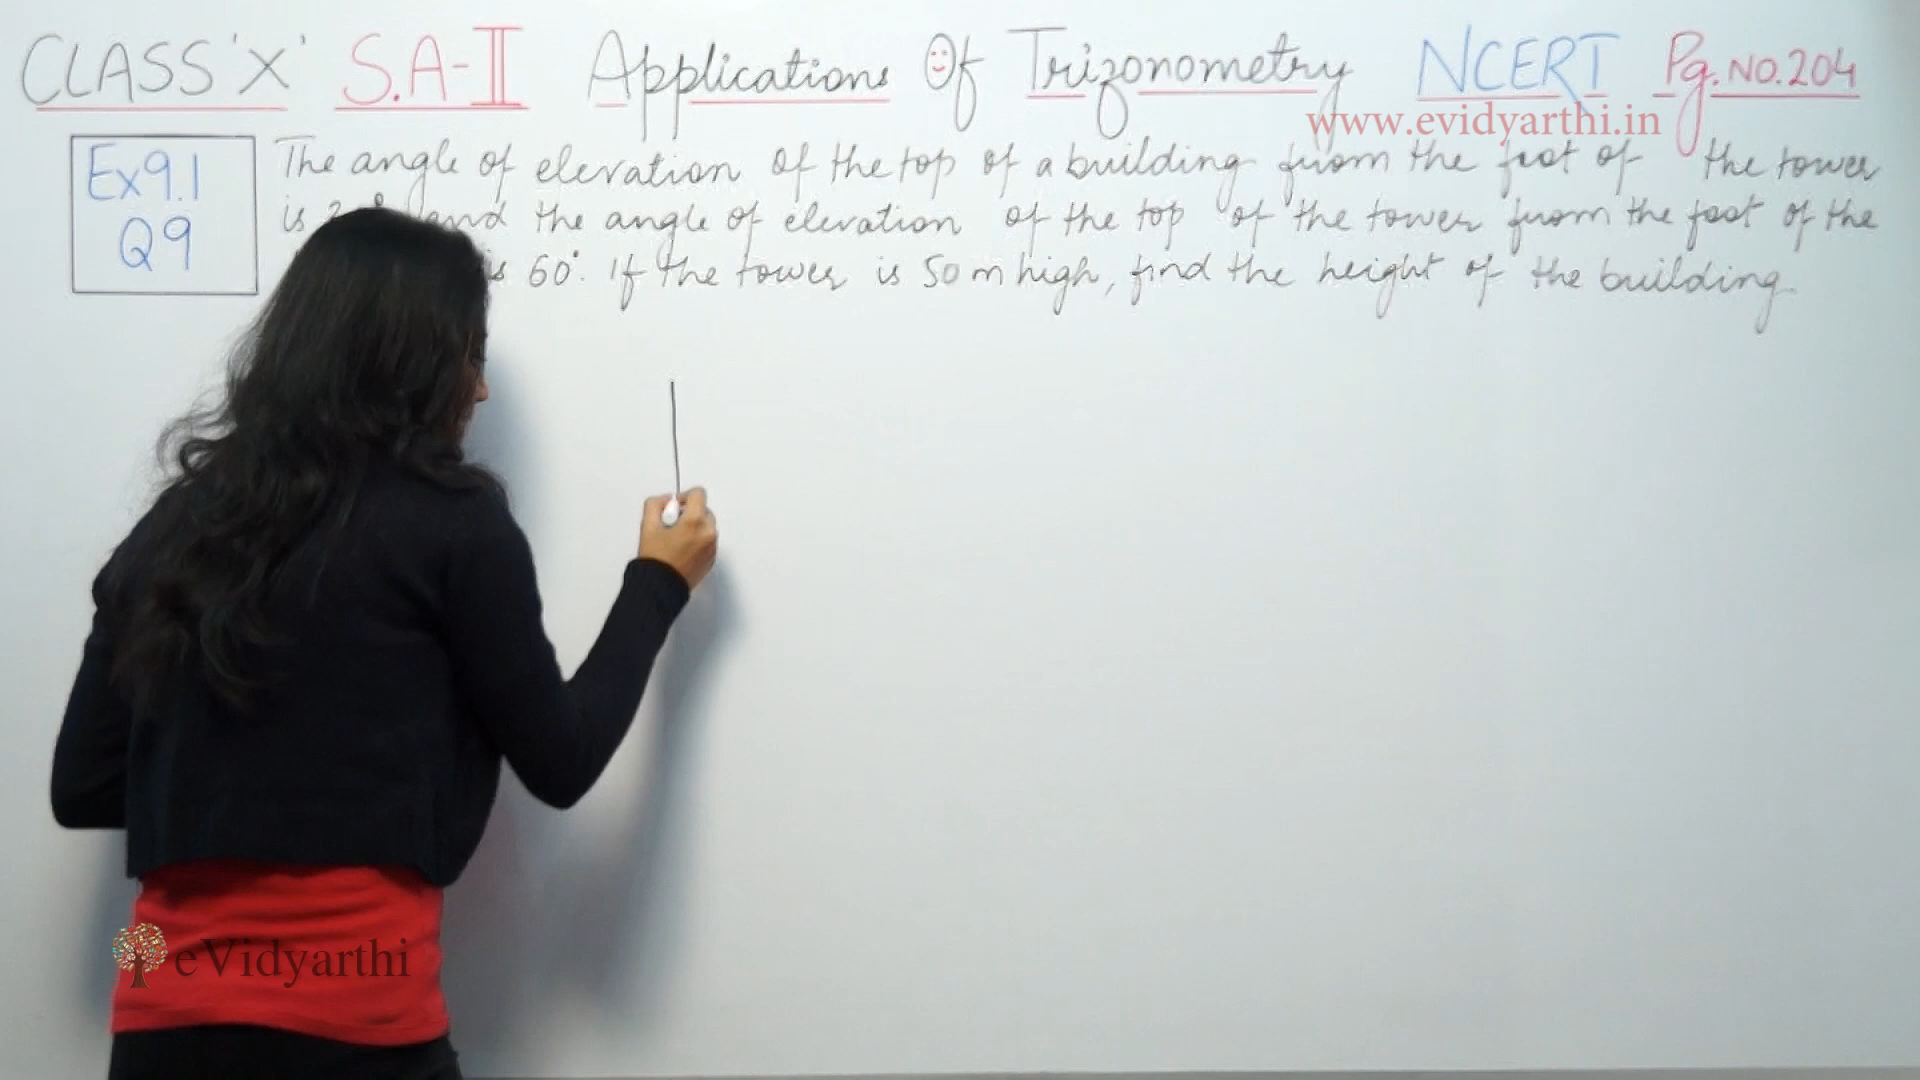 CLASS 'X' S.A-II Applications Of Trizonometry NCERT Pg.NO.204
www.evidyarthi.in
Ex9.1
Q9
The angle of elevation of the top of a building from the foot of the tower
is and the angle of elevation of the top of the tower from the foot of the
is 60°. If the tower is 50 m high, find the height of the building.
eVidyarthi